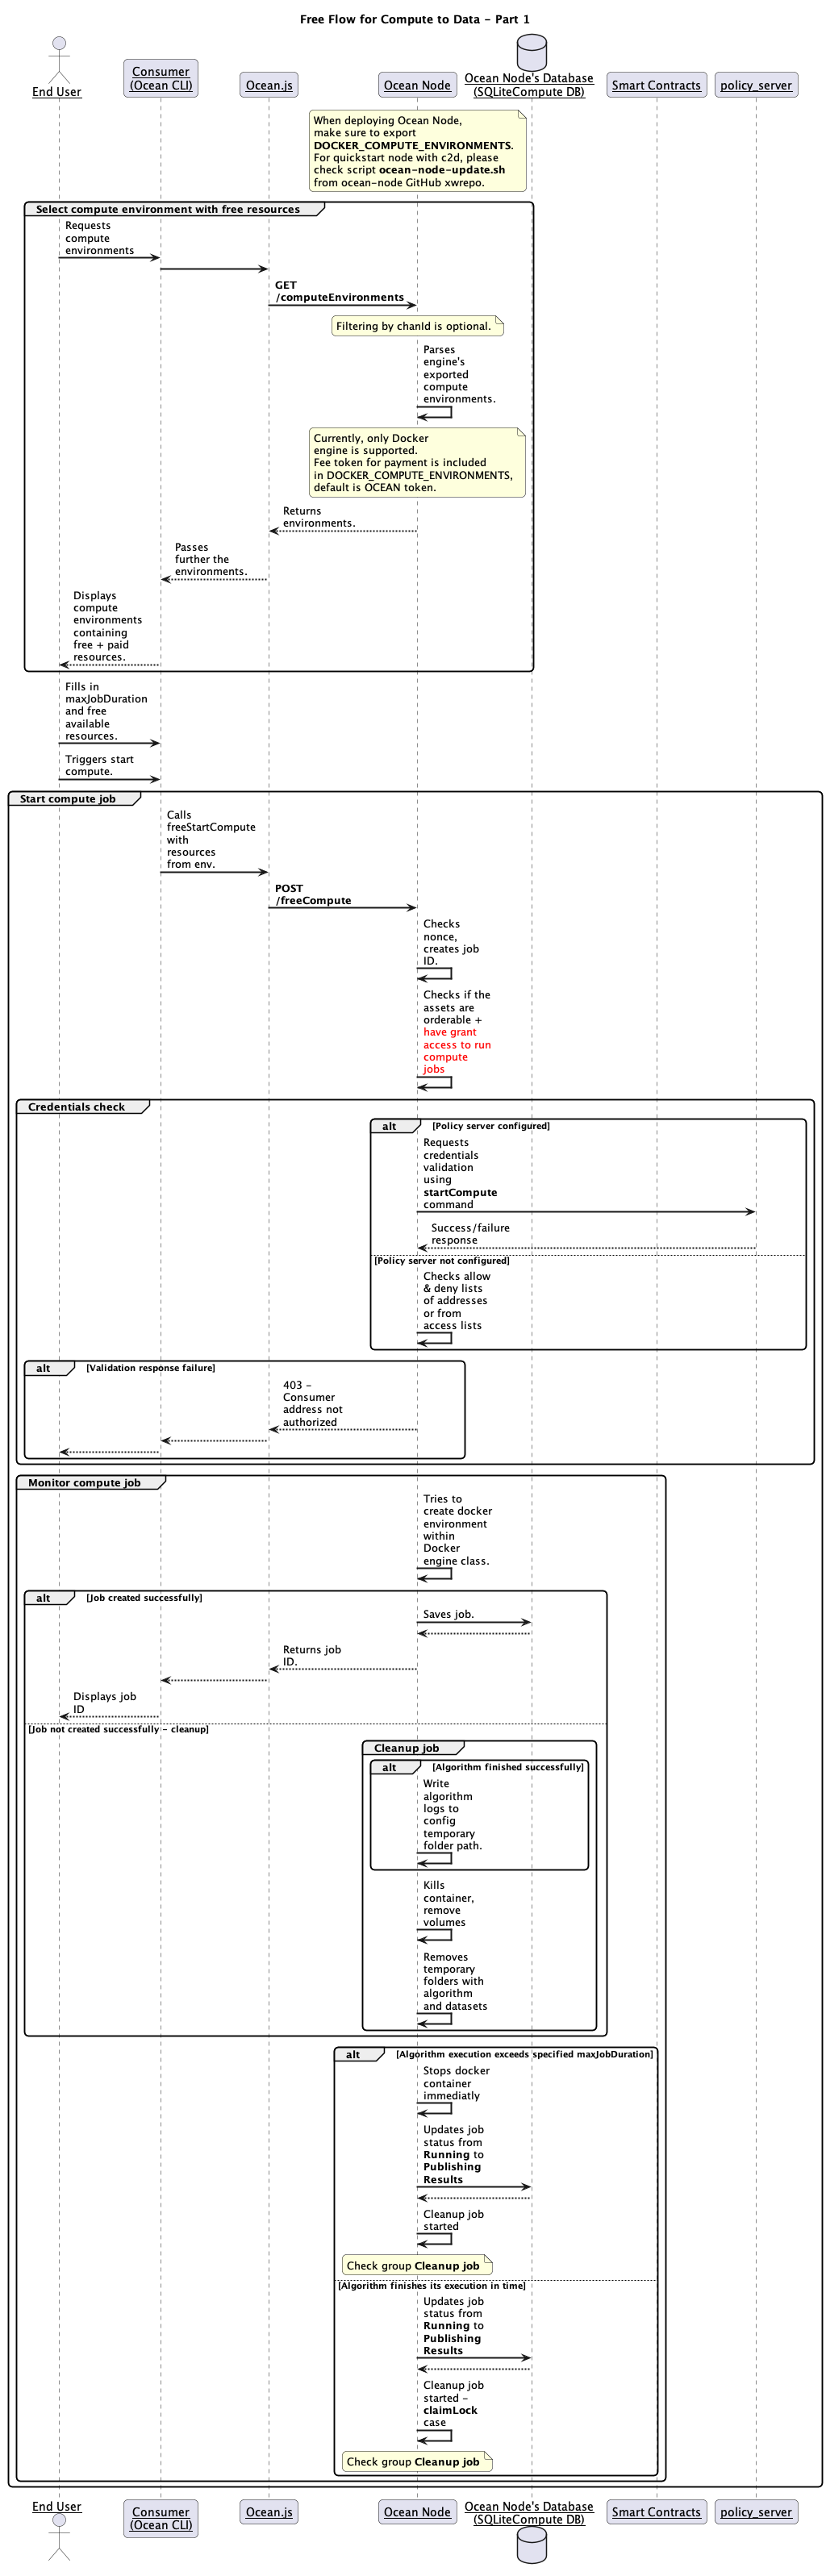 Free Flow for Compute to Data - Part 1
End User
Consumer
(Ocean CLI)
Ocean.js
Ocean Node
Ocean Node's Database
(SQLiteCompute DB)
Smart Contracts
policy_server
When deploying Ocean Node,
make sure to export
DOCKER_COMPUTE_ENVIRONMENTS.
For quickstart node with c2d, please
check script ocean-node-update.sh
from ocean-node GitHub xwrepo.
Select compute environment with free resources
Requests
compute
environments
GET
/computeEnvironments
Filtering by chanId is optional.
Parses
engine's
exported
compute
environments.
Currently, only Docker
engine is supported.
Fee token for payment is included
in DOCKER_COMPUTE_ENVIRONMENTS,
default is OCEAN token.
Returns
environments.
Passes
further the
environments.
Displays
compute
environments
containing
free + paid
resources.
Fills in
maxJobDuration
and free
available
resources.
Triggers start
compute.
Start compute job
Calls
freeStartCompute
with
resources
from env.
POST
/freeCompute
Checks
nonce,
creates job
ID.
Checks if the
assets are
orderable +
have grant
access to run
compute
jobs
Credentials check
alt [Policy server configured]
Requests
credentials
validation
using
startCompute
command
Success/failure
response
[Policy server not configured]
Checks allow
& deny lists
of addresses
or from
access lists
alt [Validation response failure]
403 -
Consumer
address not
authorized
Monitor compute job
Tries to
create docker
environment
within
Docker
engine class.
alt [Job created successfully]
Saves job.
Returns job
ID.
Displays job
ID
[Job not created successfully - cleanup]
Cleanup job
alt [Algorithm finished successfully]
Write
algorithm
logs to
config
temporary
folder path.
Kills
container,
remove
volumes
Removes
temporary
folders with
algorithm
and datasets
alt [Algorithm execution exceeds specified maxJobDuration]
Stops docker
container
immediatly
Updates job
status from
Running to
Publishing
Results
Cleanup job
started
Check group Cleanup job
[Algorithm finishes its execution in time]
Updates job
status from
Running to
Publishing
Results
Cleanup job
started -
claimLock
case
Check group Cleanup job
End User
Consumer
(Ocean CLI)
Ocean.js
Ocean Node
Ocean Node's Database
(SQLiteCompute DB)
Smart Contracts
policy_server